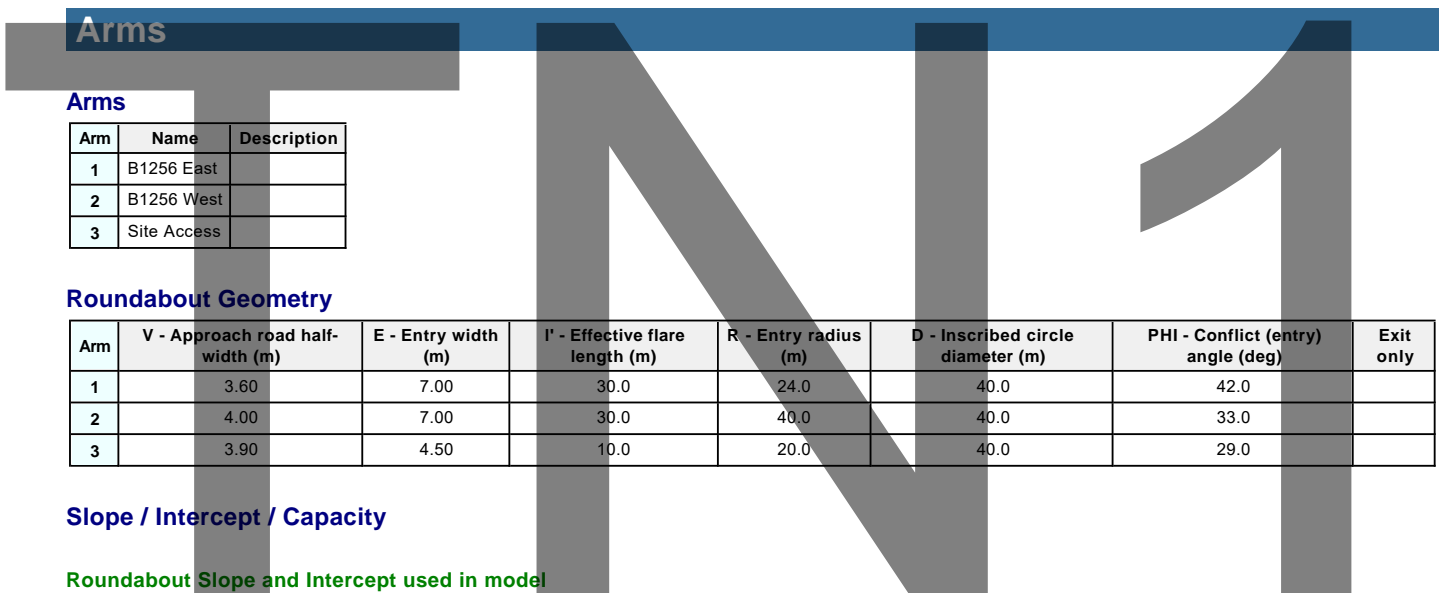 Arms
Arms
Arm Name Description
1 B1256 East
2 B1256 West
3 Site Access
Roundabout Geometry
Arm V - Approach road half-width (m) E - Entry width (m) l' - Effective flare length (m) R - Entry radius (m) D - Inscribed circle diameter (m) PHI - Conflict (entry) angle (deg) Exit only
1 3.60 7.00 30.0 24.0 40.0 42.0
2 4.00 7.00 30.0 40.0 40.0 33.0
3 3.90 4.50 10.0 20.0 40.0 29.0
Slope / Intercept / Capacity
Roundabout Slope and Intercept used in model
TN1